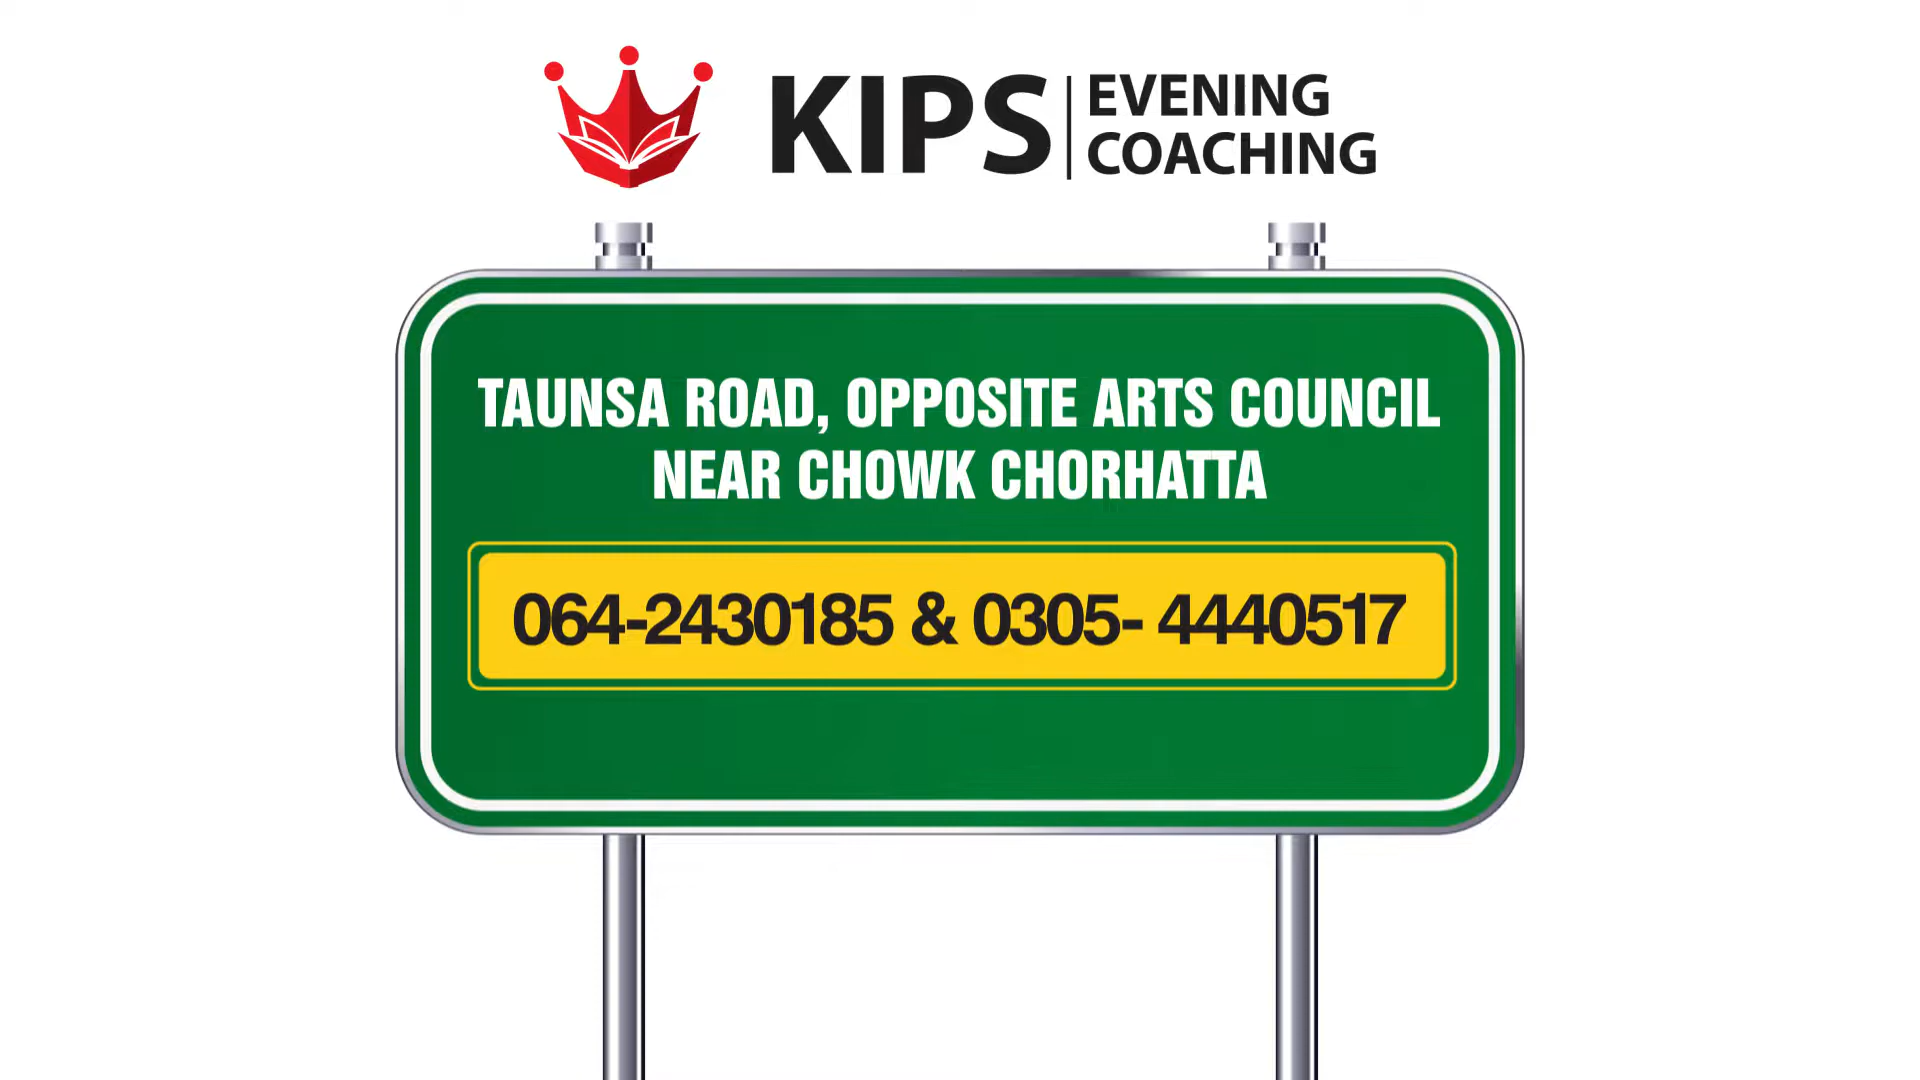 KIPS
EVENING
COACHING
TAUNSA ROAD, OPPOSITE ARTS COUNCIL
NEAR CHOWK CHORHATTA
064-2430185 & 0305- 4440517